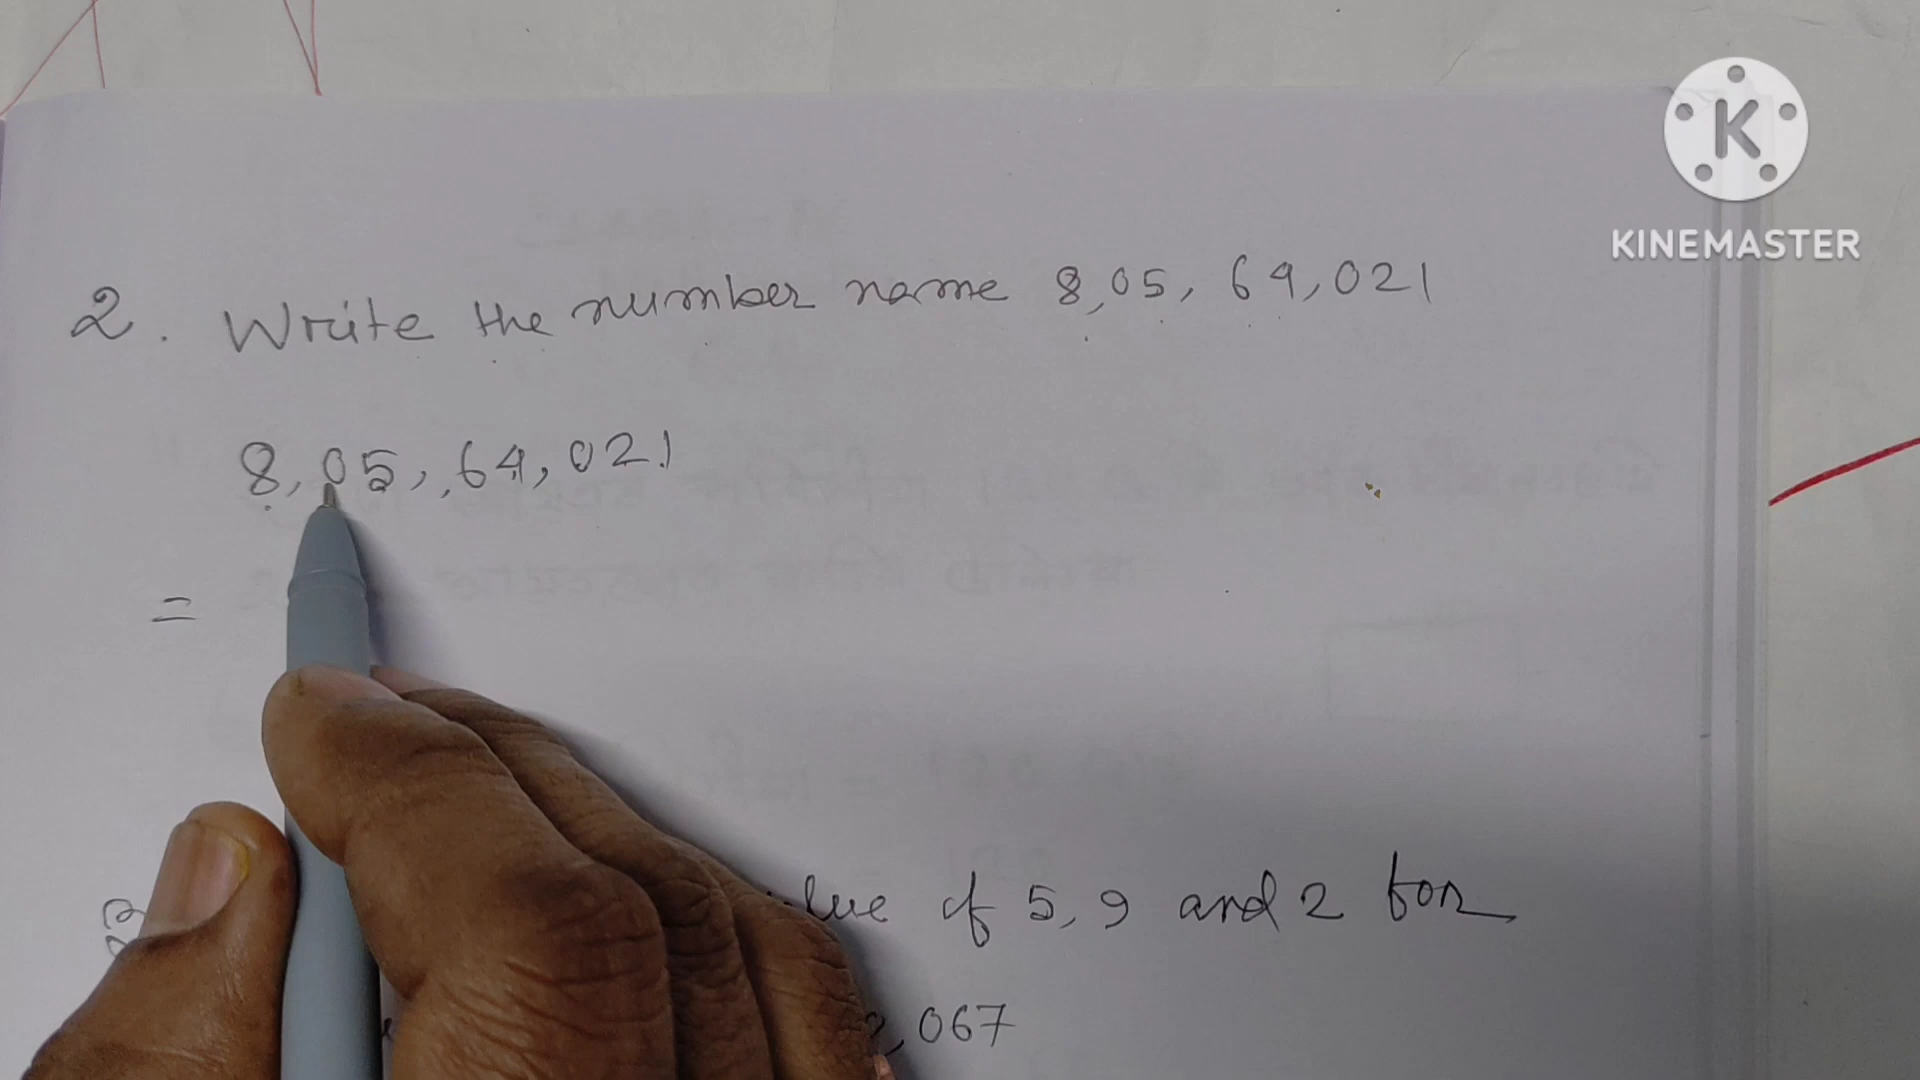 KINEMASTER
2. Write the number name 8,05, 64,021
8,05, 64,021
=
of 5, 9 and 2 for
,067